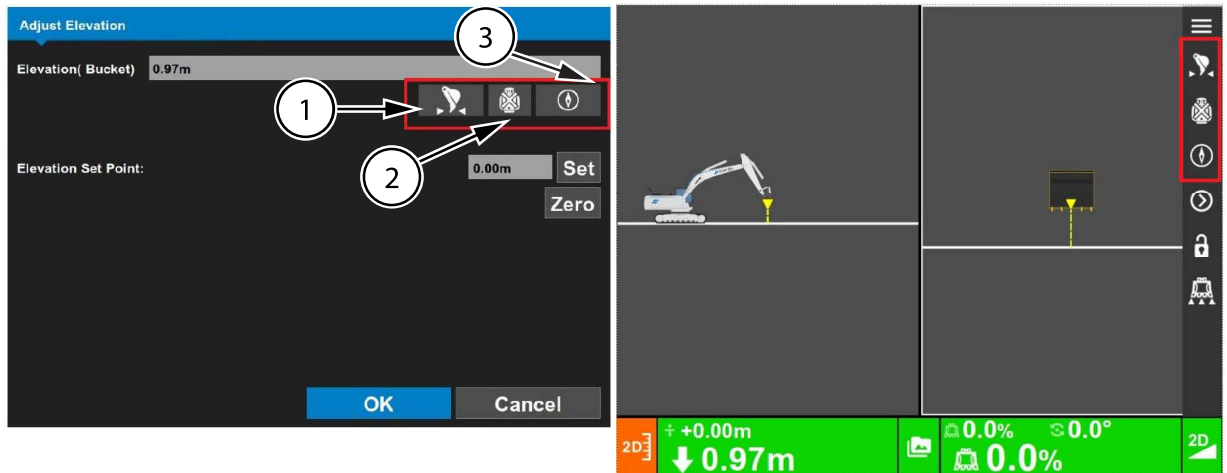 Adjust Elevation
Elevation( Bucket) 0.97m
3
1
2
Elevation Set Point: 0.00m Set
Zero
OK Cancel
2D +0.00m 0.97m
0.0% 0.0° 0.0% 2D